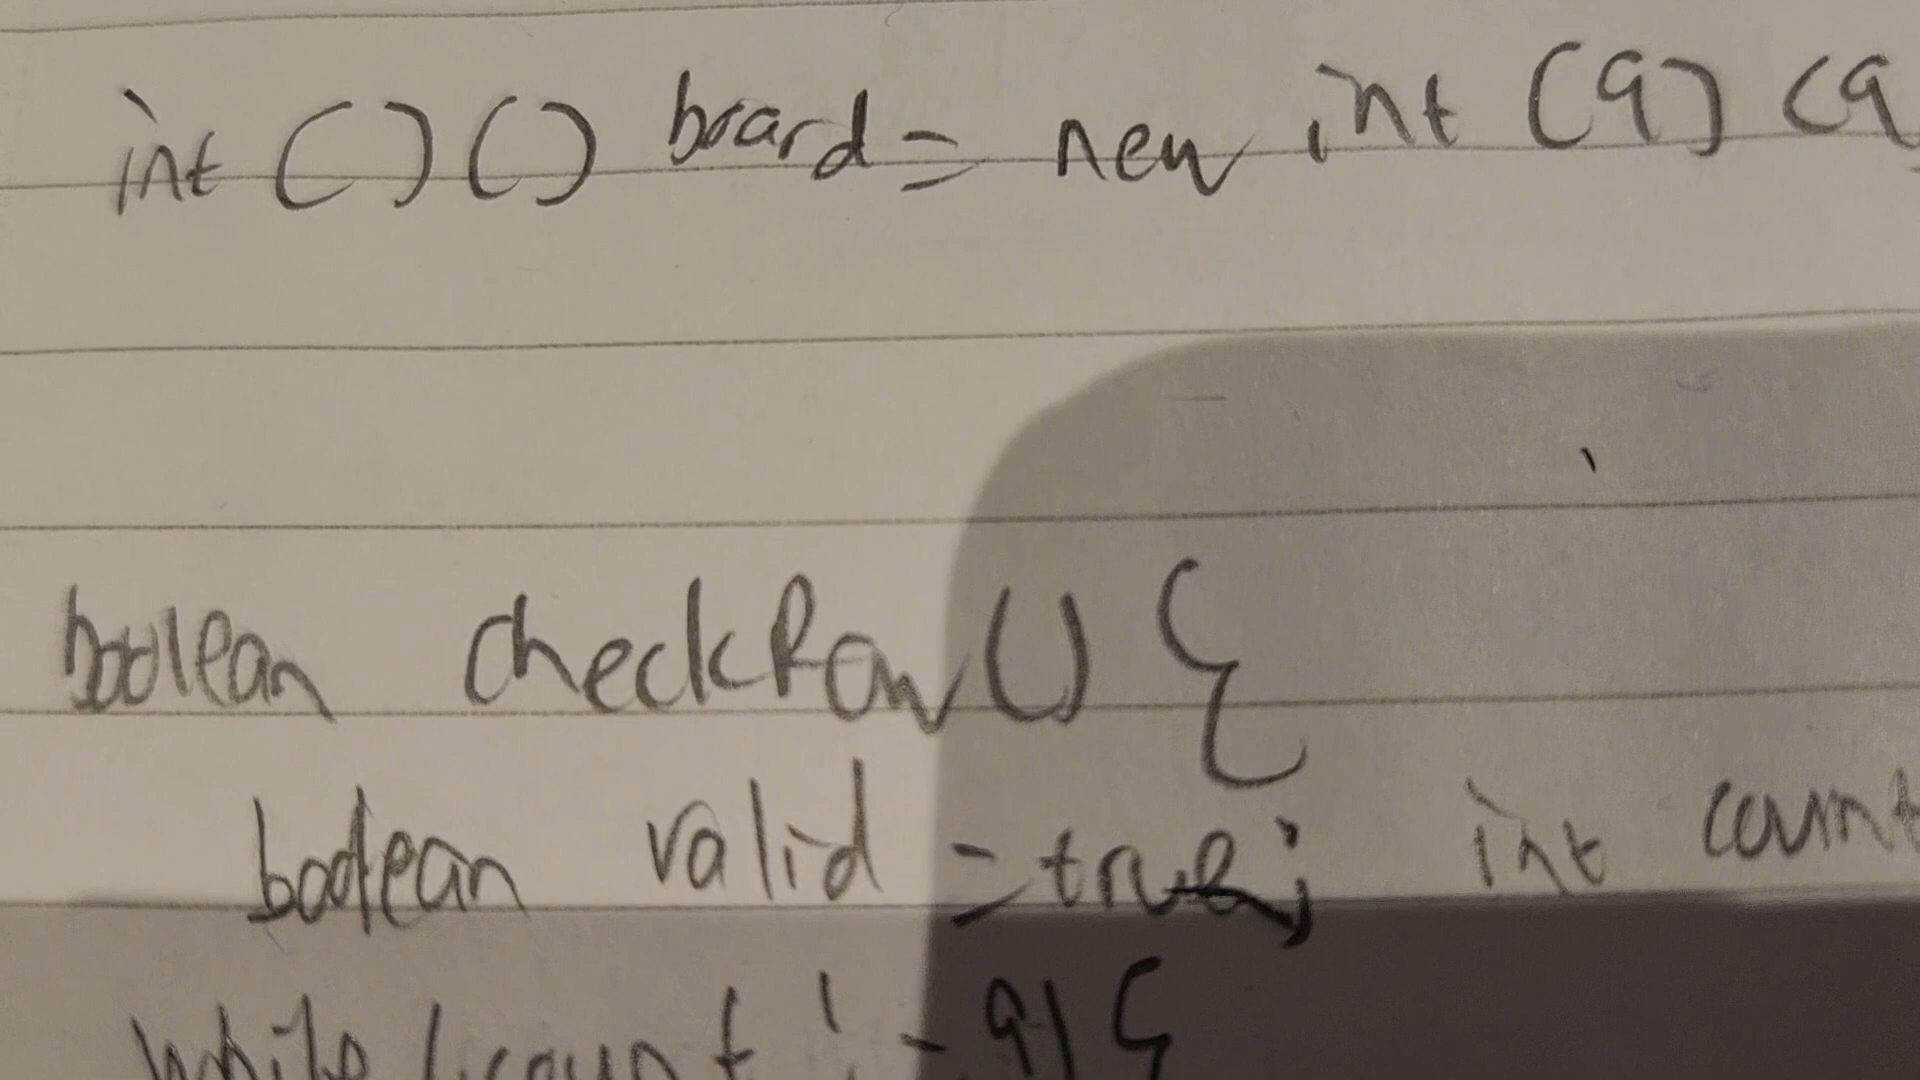 int [][] board = new int [9] [9
boolean checkRow() {
boolean valid = true; int count
while (count != 9) {